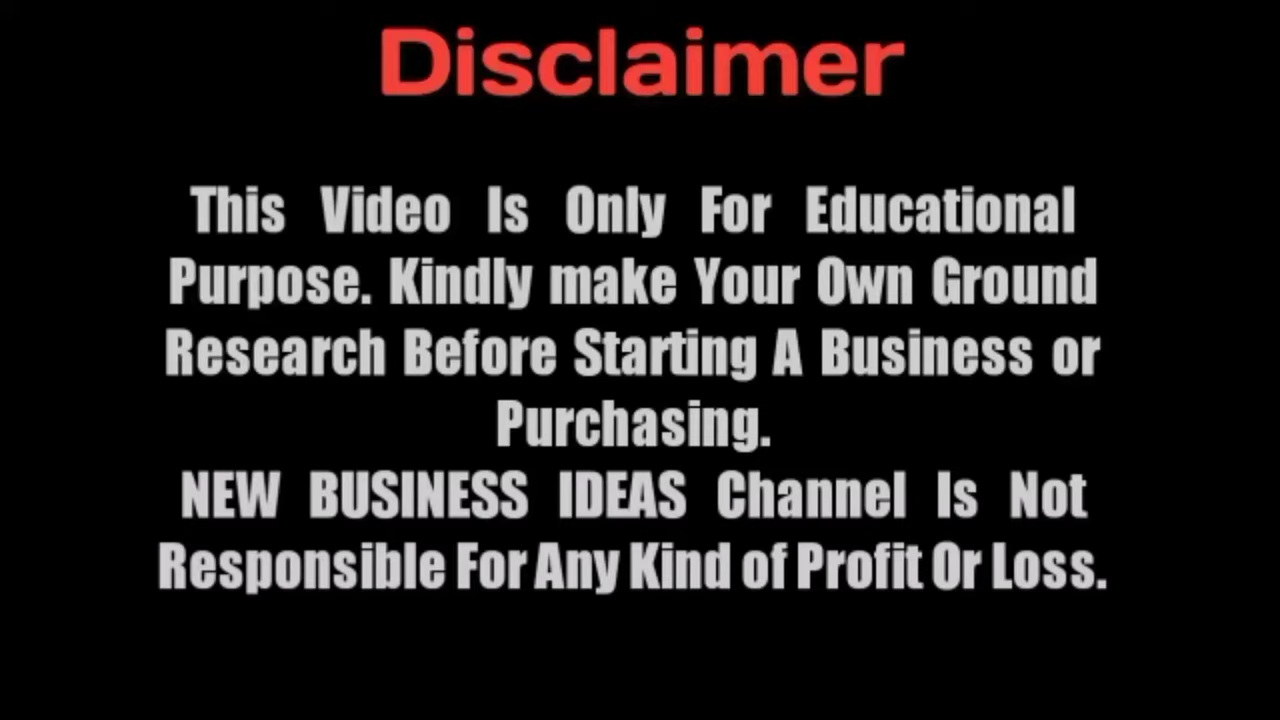 Disclaimer
This Video Is Only For Educational
Purpose. Kindly make Your Own Ground
Research Before Starting A Business or
Purchasing.
NEW BUSINESS IDEAS Channel Is Not
Responsible For Any Kind of Profit Or Loss.